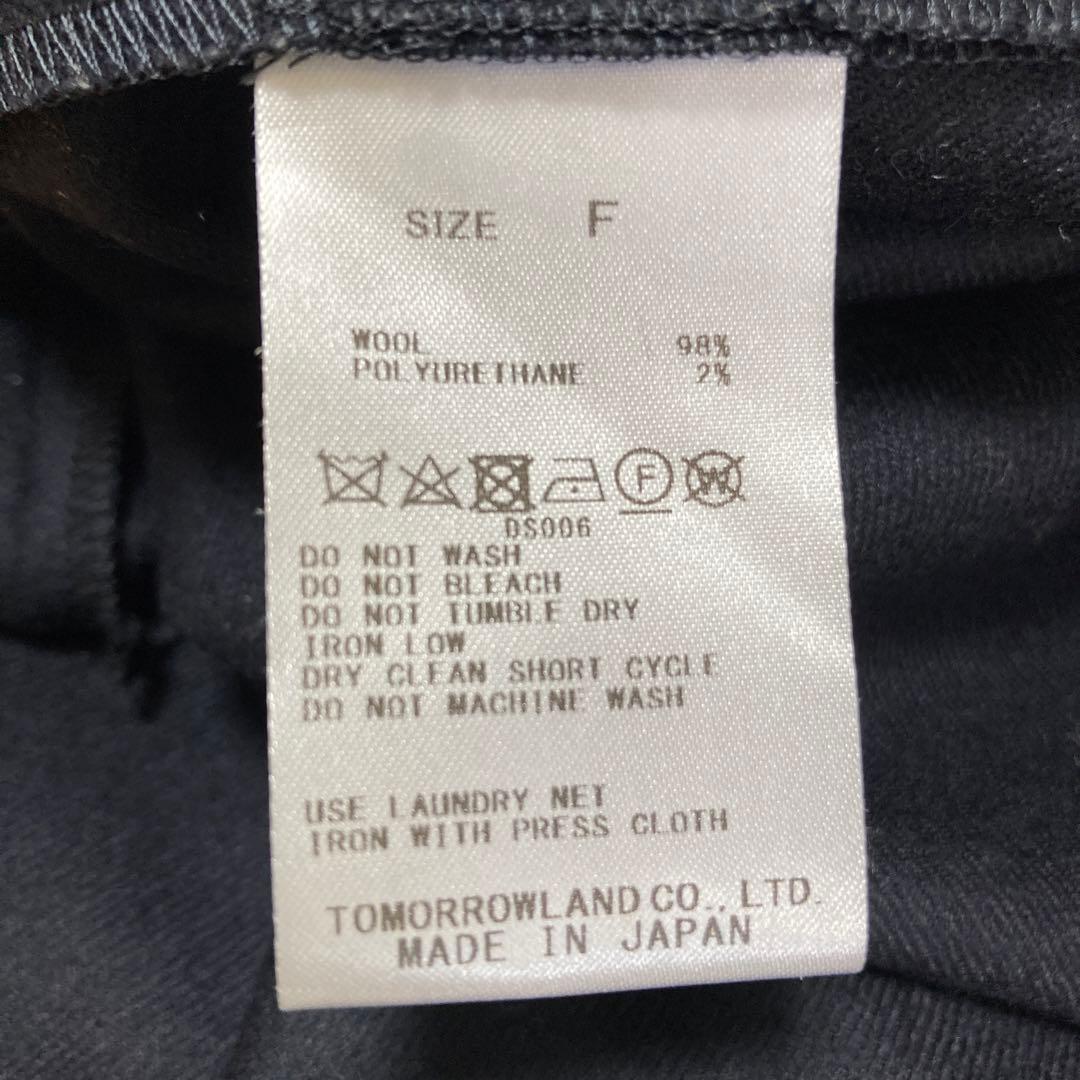 SIZE F
WOOL 98%
POLYURETHANE 2%
F W
DS006
DO NOT WASH
DO NOT BLEACH
DO NOT TUMBLE DRY
IRON LOW
DRY CLEAN SHORT CYCLE
DO NOT MACHINE WASH
USE LAUNDRY NET
IRON WITH PRESS CLOTH
TOMORROWLAND CO., LTD.
MADE IN JAPAN